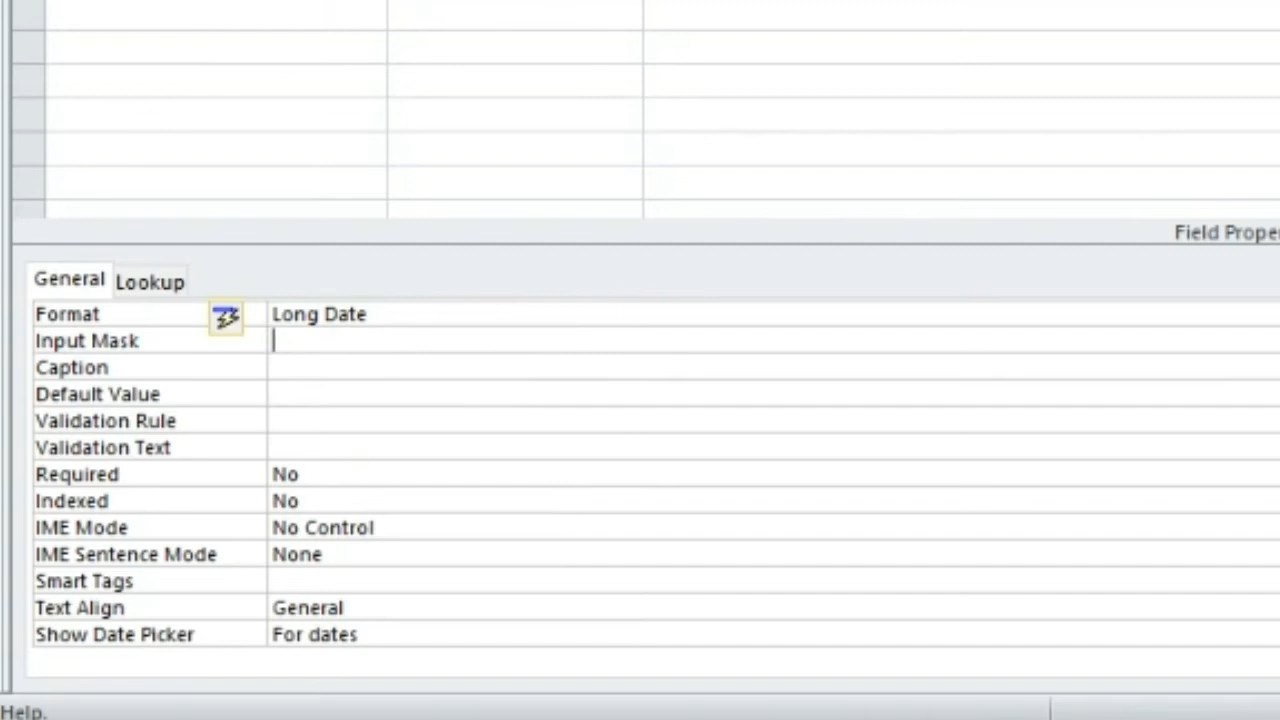 Field Proper
General Lookup
Format Long Date
Input Mask
Caption
Default Value
Validation Rule
Validation Text
Required No
Indexed No
IME Mode No Control
IME Sentence Mode None
Smart Tags
Text Align General
Show Date Picker For dates
Help.